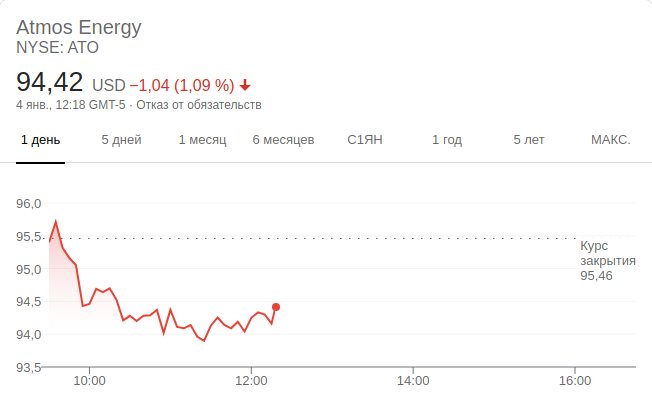 Atmos Energy
NYSE: ATO
94,42 USD −1,04 (1,09 %)
4 янв., 12:18 GMT-5 · Отказ от обязательств
1 день 5 дней 1 месяц 6 месяцев С1ЯН 1 год 5 лет МАКС.
96,0
95,5
Курс
закрытия
95,46
95,0
94,5
94,0
93,5
10:00 12:00 14:00 16:00